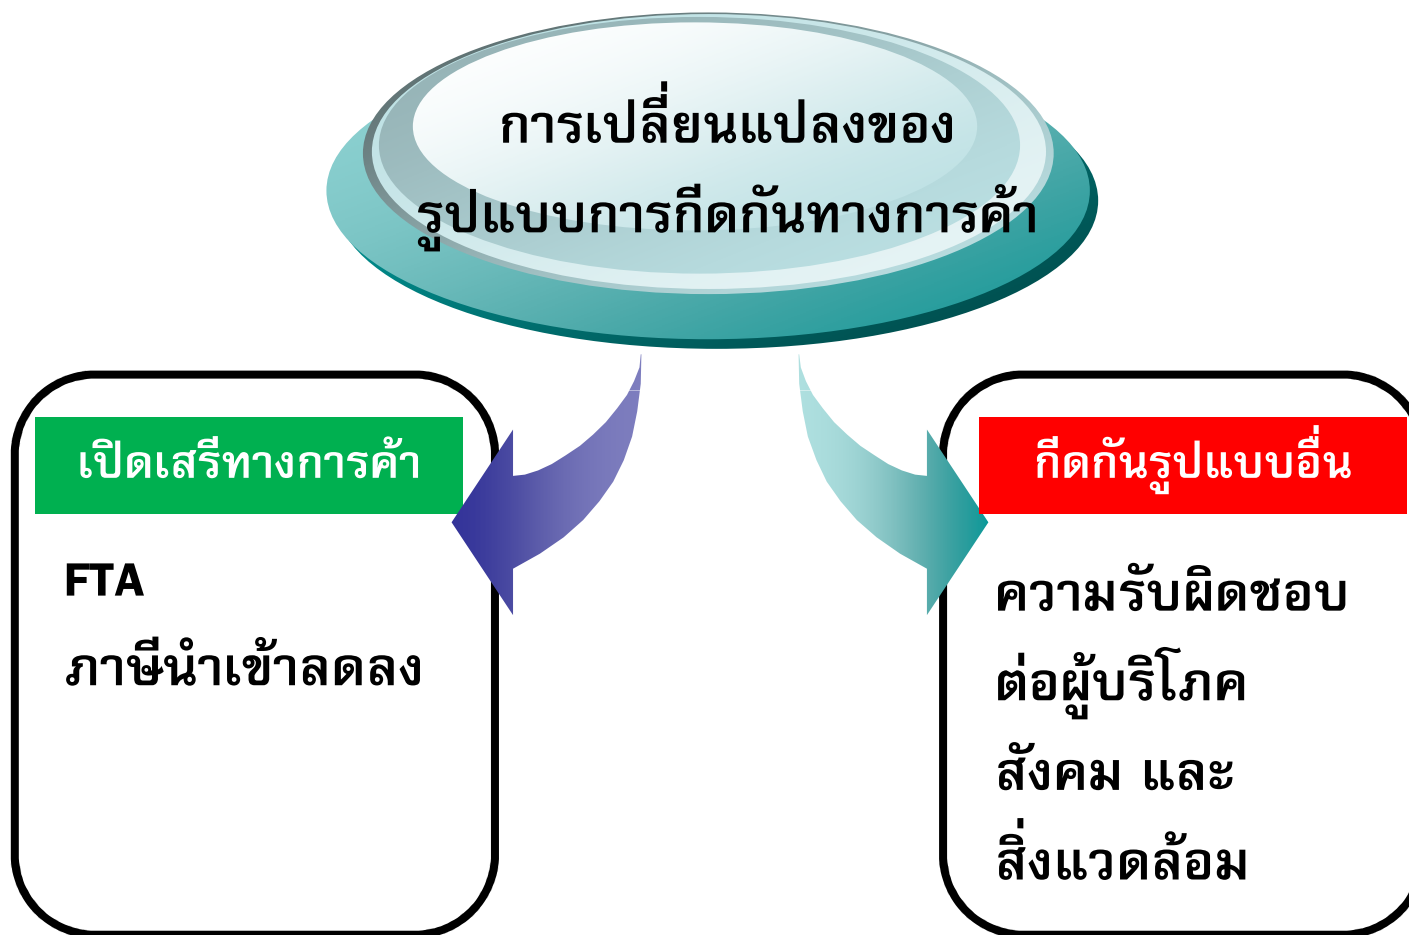 การเปลี่ยนแปลงของ
รูปแบบการกีดกันทางการค้า
เปิดเสรีทางการค้า
FTA
ภาษีนำเข้าลดลง
กีดกันรูปแบบอื่น
ความรับผิดชอบ
ต่อผู้บริโภค
สังคม และ
สิ่งแวดล้อม